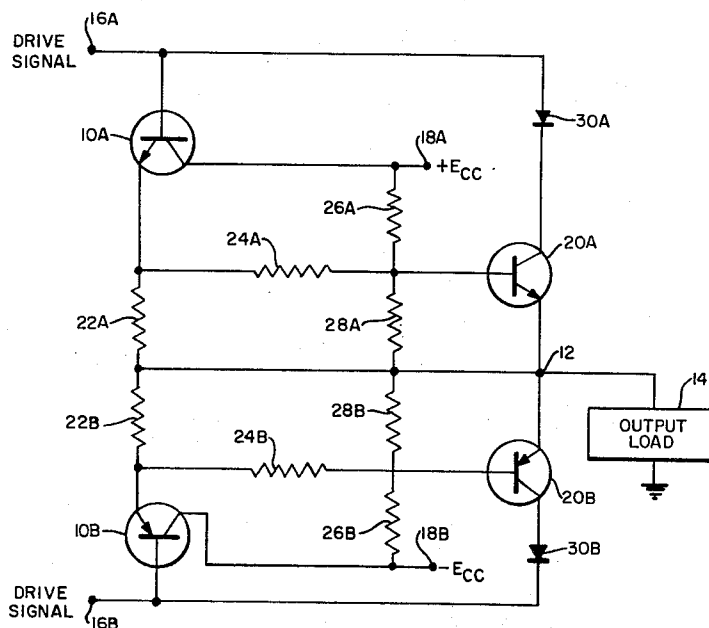 16A
DRIVE
SIGNAL
10A
18A
30A
+ECC
26A
24A
20A
22A
28A
12
14
22B
28B
OUTPUT
LOAD
24B
20B
10B
26B
18B
30B
-ECC
DRIVE
SIGNAL
16B